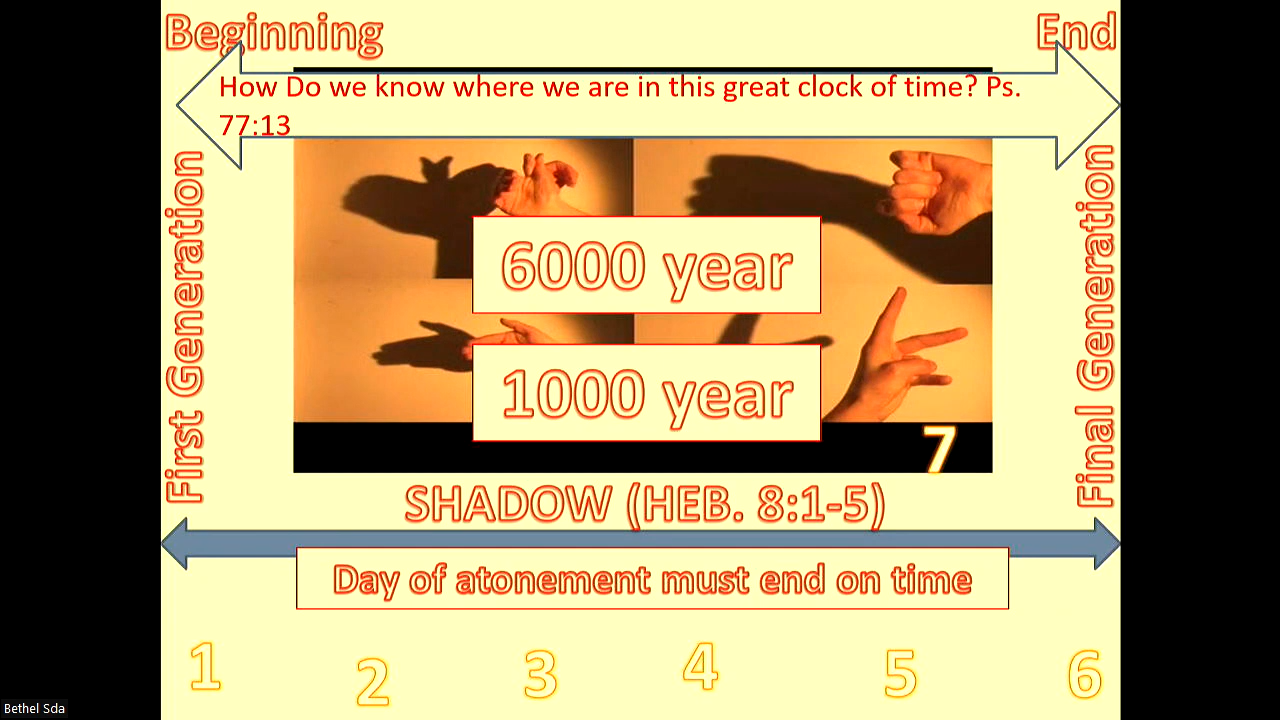 Beginning
End
How Do we know where we are in this great clock of time? Ps.
77:13
First Generation
Final Generation
6000 year
1000 year
7
SHADOW (HEB. 8:1-5)
Day of atonement must end on time
1 2 3 4 5 6
Bethel Sda